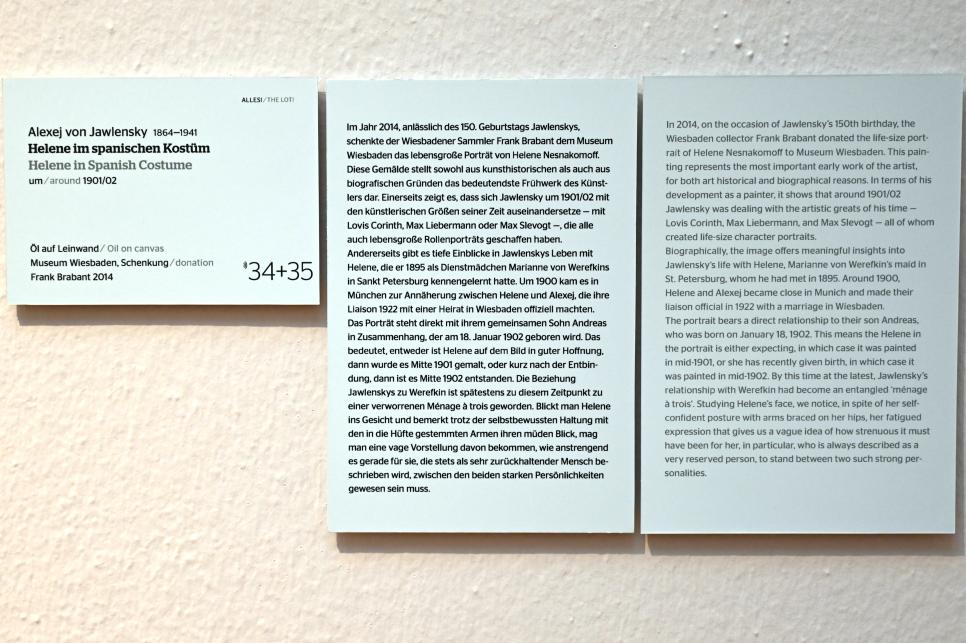 ALLES!/THE LOT!
Alexej von Jawlensky 1864–1941
Helene im spanischen Kostüm
Helene in Spanish Costume
um/around 1901/02
Öl auf Leinwand/Oil on canvas
Museum Wiesbaden, Schenkung/donation
Frank Brabant 2014
34+35
Im Jahr 2014, anlässlich des 150. Geburtstags Jawlenskys,
schenkte der Wiesbadener Sammler Frank Brabant dem Museum
Wiesbaden das lebensgroße Porträt von Helene Nesnakomoff.
Diese Gemälde stellt sowohl aus kunsthistorischen als auch aus
biografischen Gründen das bedeutendste Frühwerk des Künst-
lers dar. Einerseits zeigt es, dass sich Jawlensky um 1901/02 mit
den künstlerischen Größen seiner Zeit auseinandersetze – mit
Lovis Corinth, Max Liebermann oder Max Slevogt –, die alle
auch lebensgroße Rollenporträts geschaffen haben.
Andererseits gibt es tiefe Einblicke in Jawlenskys Leben mit
Helene, die er 1895 als Dienstmädchen Marianne von Werefkins
in Sankt Petersburg kennengelernt hatte. Um 1900 kam es in
München zur Annäherung zwischen Helene und Alexej, die ihre
Liaison 1922 mit einer Heirat in Wiesbaden offiziell machten.
Das Porträt steht direkt mit ihrem gemeinsamen Sohn Andreas
in Zusammenhang, der am 18. Januar 1902 geboren wird. Das
bedeutet, entweder ist Helene auf dem Bild in guter Hoffnung,
dann wurde es Mitte 1901 gemalt, oder kurz nach der Entbin-
dung, dann ist es Mitte 1902 entstanden. Die Beziehung
Jawlenskys zu Werefkin ist spätestens zu diesem Zeitpunkt zu
einer verworrenen Ménage à trois geworden. Blickt man Helene
ins Gesicht und bemerkt trotz der selbstbewussten Haltung mit
den in die Hüfte gestemmten Armen ihren müden Blick, mag
man eine vage Vorstellung davon bekommen, wie anstrengend
es gerade für sie, die stets als sehr zurückhaltender Mensch be-
schrieben wird, zwischen den beiden starken Persönlichkeiten
gewesen sein muss.
In 2014, on the occasion of Jawlensky's 150th birthday, the
Wiesbaden collector Frank Brabant donated the life-size port-
rait of Helene Nesnakomoff to Museum Wiesbaden. This pain-
ting represents the most important early work of the artist,
for both art historical and biographical reasons. In terms of his
development as a painter, it shows that around 1901/02
Jawlensky was dealing with the artistic greats of his time –
Lovis Corinth, Max Liebermann, and Max Slevogt – all of whom
created life-size character portraits.
Biographically, the image offers meaningful insights into
Jawlensky's life with Helene, Marianne von Werefkin's maid in
St. Petersburg, whom he had met in 1895. Around 1900,
Helene and Alexej became close in Munich and made their
liaison official in 1922 with a marriage in Wiesbaden.
The portrait bears a direct relationship to their son Andreas,
who was born on January 18, 1902. This means the Helene in
the portrait is either expecting, in which case it was painted
in mid-1901, or she has recently given birth, in which case it
was painted in mid-1902. By this time at the latest, Jawlensky's
relationship with Werefkin had become an entangled 'ménage
à trois'. Studying Helene's face, we notice, in spite of her self-
confident posture with arms braced on her hips, her fatigued
expression that gives us a vague idea of how strenuous it must
have been for her, in particular, who is always described as a
very reserved person, to stand between two such strong per-
sonalities.